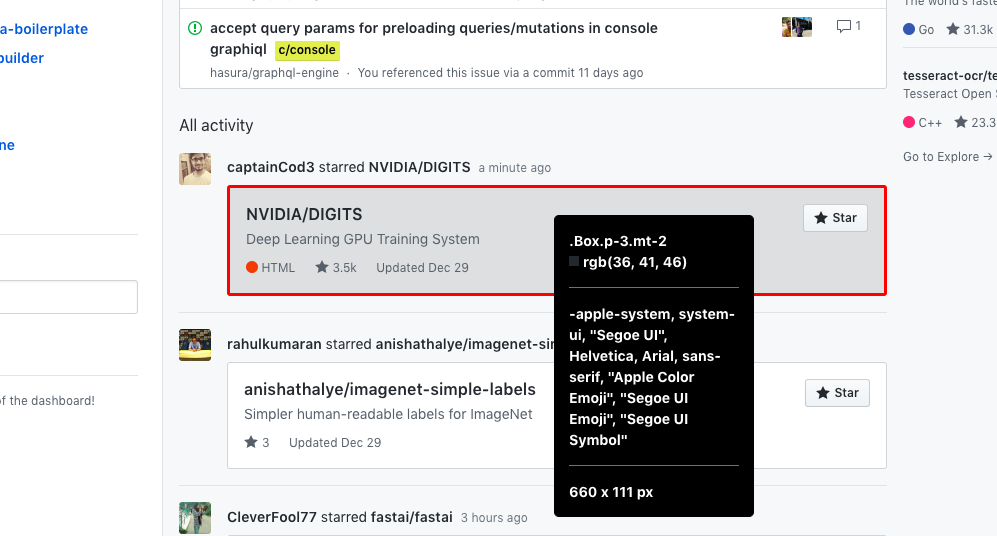 a-boilerplate
builder
ne
of the dashboard!
accept query params for preloading queries/mutations in console
graphiql c/console
1
hasura/graphql-engine · You referenced this issue via a commit 11 days ago
All activity
captainCod3 starred NVIDIA/DIGITS a minute ago
NVIDIA/DIGITS
Star
Deep Learning GPU Training System
HTML 3.5k Updated Dec 29
.Box.p-3.mt-2
rgb(36, 41, 46)
-apple-system, system-
ui, "Segoe UI",
Helvetica, Arial, sans-
serif, "Apple Color
Emoji", "Segoe UI
Emoji", "Segoe UI
Symbol"
660 x 111 px
rahulkumaran starred anishathalye/imagenet-sim
anishathalye/imagenet-simple-labels
Star
Simpler human-readable labels for ImageNet
3 Updated Dec 29
CleverFool77 starred fastai/fastai 3 hours ago
The world's faste
Go 31.3k
tesseract-ocr/te
Tesseract Open S
C++ 23.3
Go to Explore →